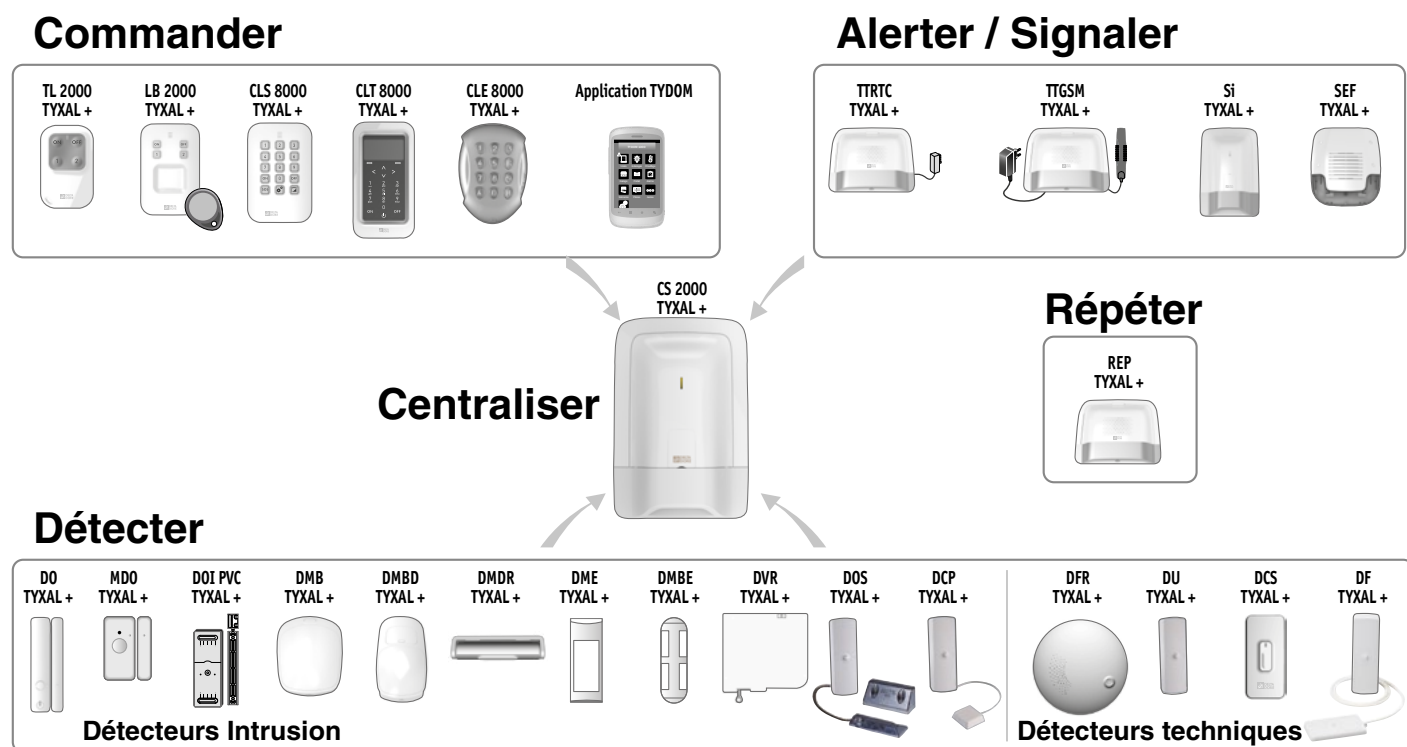 Commander
TL 2000
TYXAL +
LB 2000
TYXAL +
CLS 8000
TYXAL +
CLT 8000
TYXAL +
CLE 8000
TYXAL +
Application TYDOM
Alerter / Signaler
TTRTC
TYXAL +
TTGSM
TYXAL +
Si
TYXAL +
SEF
TYXAL +
CS 2000
TYXAL +
Centraliser
Répéter
REP
TYXAL +
Détecter
DO
TYXAL +
MDO
TYXAL +
DOI PVC
TYXAL +
DMB
TYXAL +
DMBD
TYXAL +
DMDR
TYXAL +
DME
TYXAL +
DMBE
TYXAL +
DVR
TYXAL +
DOS
TYXAL +
DCP
TYXAL +
DFR
TYXAL +
DU
TYXAL +
DCS
TYXAL +
DF
TYXAL +
Détecteurs Intrusion
Détecteurs techniques